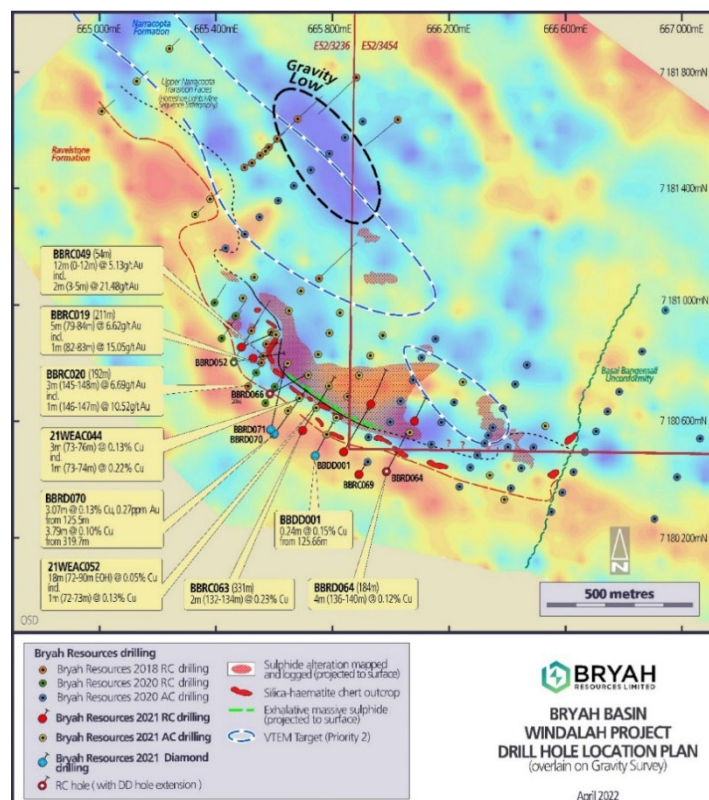 665 000mE
665 400mE
665 800mE
666 200mE
666 600mE
667 000mE
Narracoota
Formation
E52/3236
E52/3454
Gravity
Low
7 181 800mN
Upper Narracoota
Transition Facies
(Horseshoe Lights Mine
Sequence Stratigraphy)
Ravelstone
Formation
7 181 400mN
BBRC049 (54m)
12m (0-12m) @ 5.13g/t Au
incl.
2m (3-5m) @ 21.48g/t Au
7 181 000mN
BBRC019 (211m)
5m (79-84m) @ 6.62g/t Au
incl.
1m (82-83m) @ 15.05g/t Au
BBRD052
Basal Bangemall
Unconformity
BBRC020 (192m)
3m (145-148m) @ 6.69g/t Au
1m (146-147m) @ 10.52g/t Au
BBRD066
7 180 600mN
21WEAC044
3m (73-76m) @ 0.13% Cu
incl.
1m (73-74m) @ 0.22% Cu
BBRD071
BBRD070
? ?
BBDD001
BBRC069
BBRD064
BBRD070
3.07m @ 0.13% Cu, 0.27ppm Au
from 125.5m
3.79m @ 0.10% Cu
from 319.7m
BBDD001
0.24m @ 0.15% Cu
from 125.66m
7 180 200mN
N
21WEAC052
18m (72-90m EOH) @ 0.05% Cu
incl.
1m (72-73m) @ 0.13% Cu
BBRC063 (331m)
2m (132-134m) @ 0.23% Cu
BBRD064 (184m)
4m (136-140m) @ 0.12% Cu
500 metres
OSD
Bryah Resources drilling
Bryah Resources 2018 RC drilling
Bryah Resources 2020 RC drilling
Bryah Resources 2020 AC drilling
Bryah Resources 2021 RC drilling
Bryah Resources 2021 AC drilling
Bryah Resources 2021 Diamond
drilling
RC hole ( with DD hole extension )
Sulphide alteration mapped
and logged (projected to surface)
Silica-haematite chert outcrop
Exhalative massive sulphide
(projected to surface)
VTEM Target (Priority 2)
BRYAH
RESOURCES LIMITED
BRYAH BASIN
WINDALAH PROJECT
DRILL HOLE LOCATION PLAN
(overlain on Gravity Survey)
April 2022